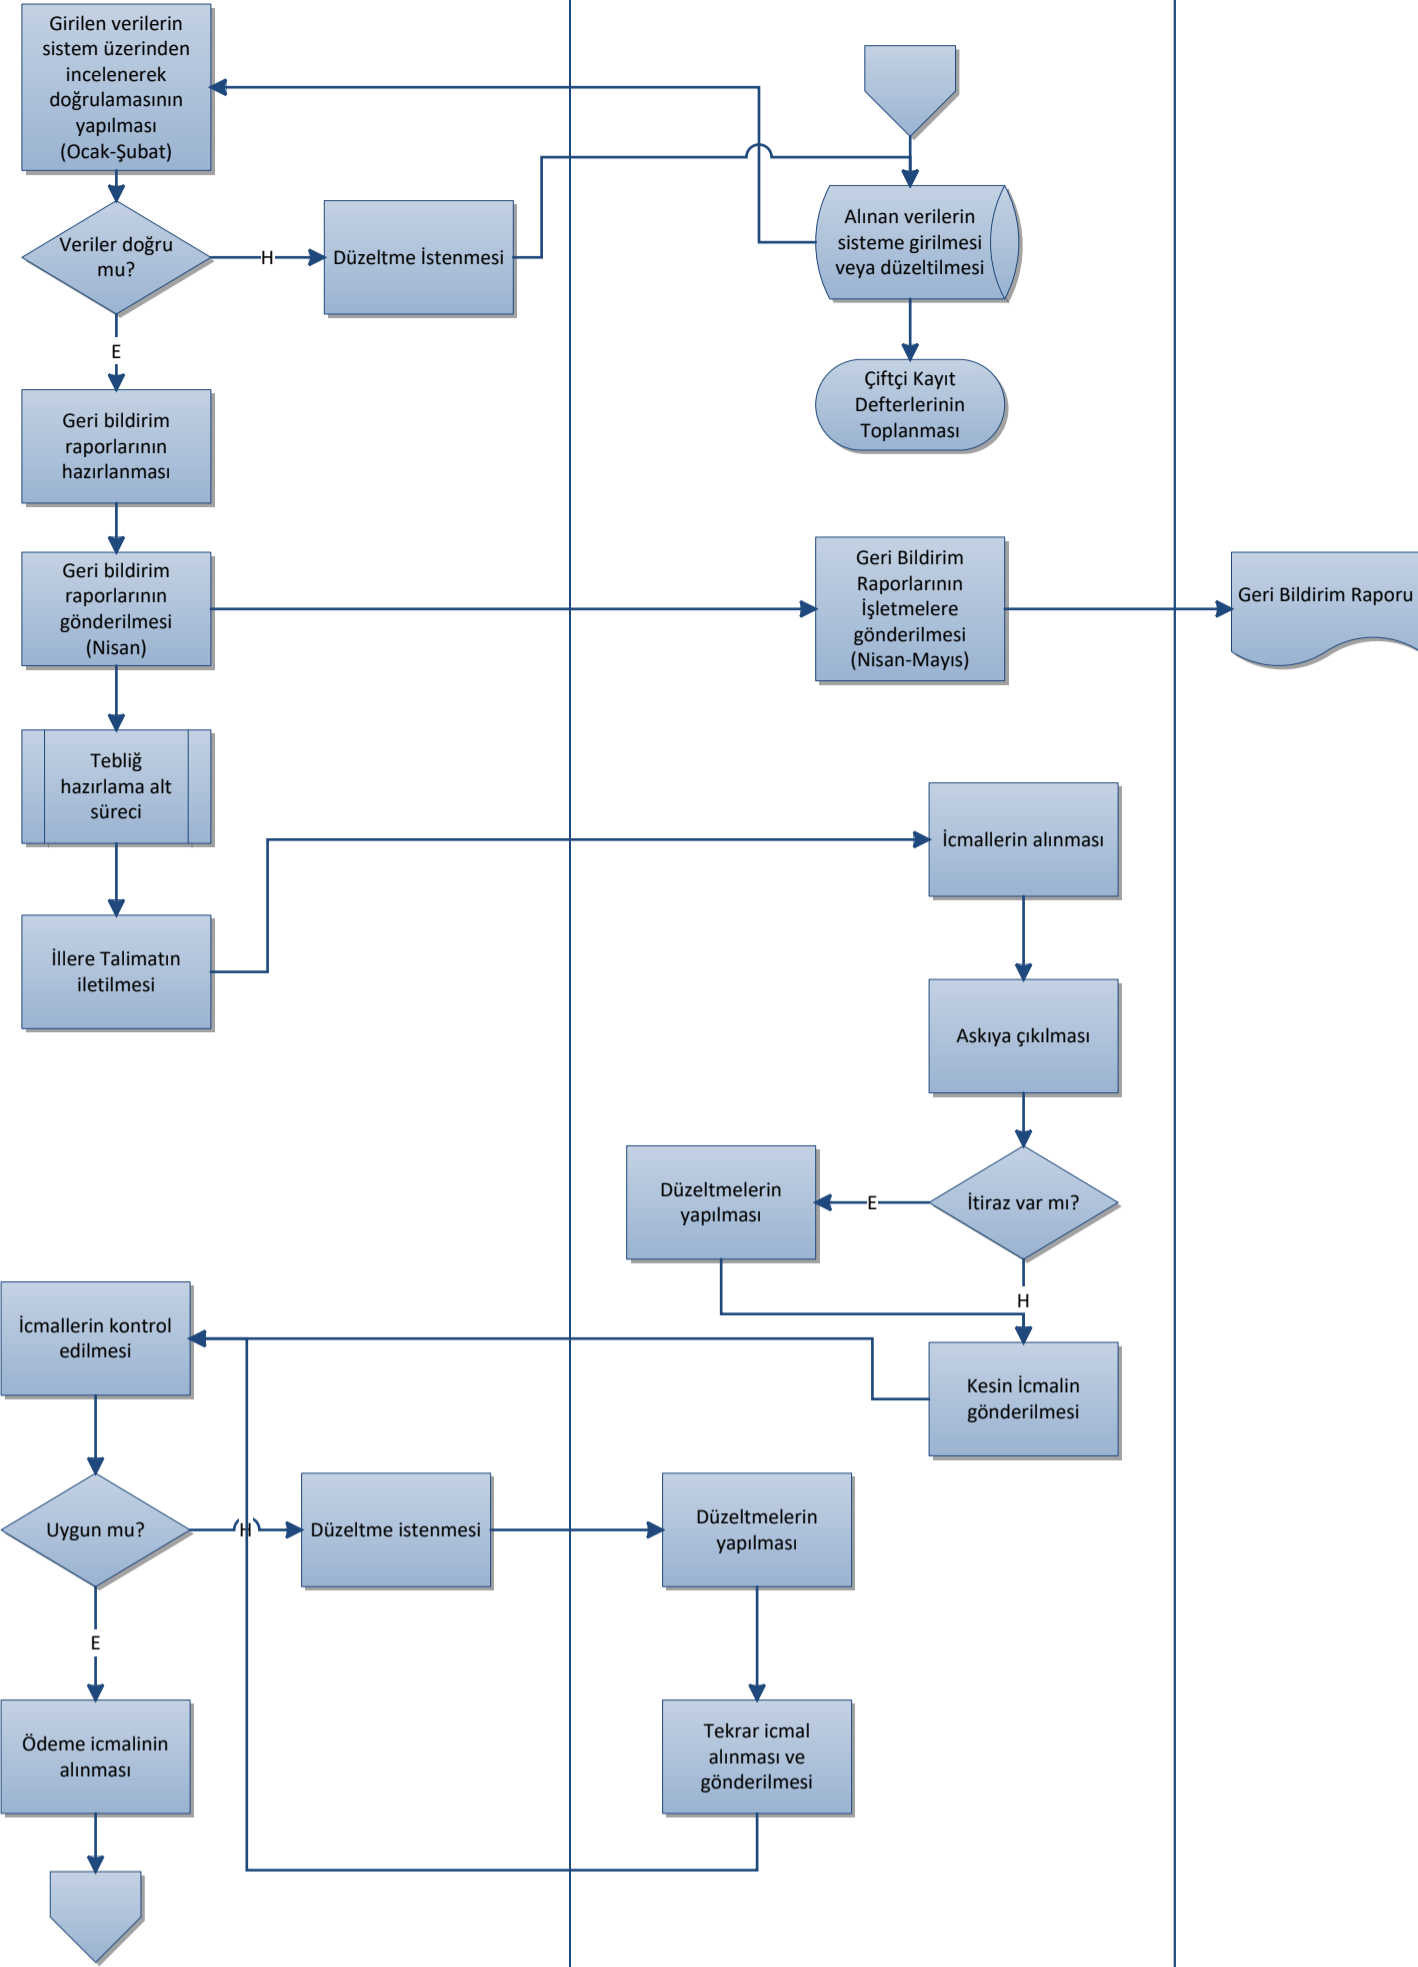 Girilen verilerin
sistem üzerinden
incelenerek
doğrulamasının
yapılması
(Ocak-Şubat)
Veriler doğru
mu?
H
Düzeltme İstenmesi
Alınan verilerin
sisteme girilmesi
veya düzeltilmesi
E
Çiftçi Kayıt
Defterlerinin
Toplanması
Geri bildirim
raporlarının
hazırlanması
Geri bildirim
raporlarının
gönderilmesi
(Nisan)
Geri Bildirim
Raporlarının
İşletmelere
gönderilmesi
(Nisan-Mayıs)
Geri Bildirim Raporu
Tebliğ
hazırlama alt
süreci
İcmallerin alınması
İllere Talimatın
iletilmesi
Askıya çıkılması
Düzeltmelerin
yapılması
E
İtiraz var mı?
H
İcmallerin kontrol
edilmesi
Kesin İcmalin
gönderilmesi
Uygun mu?
H
Düzeltme istenmesi
Düzeltmelerin
yapılması
E
Ödeme icmalinin
alınması
Tekrar icmal
alınması ve
gönderilmesi